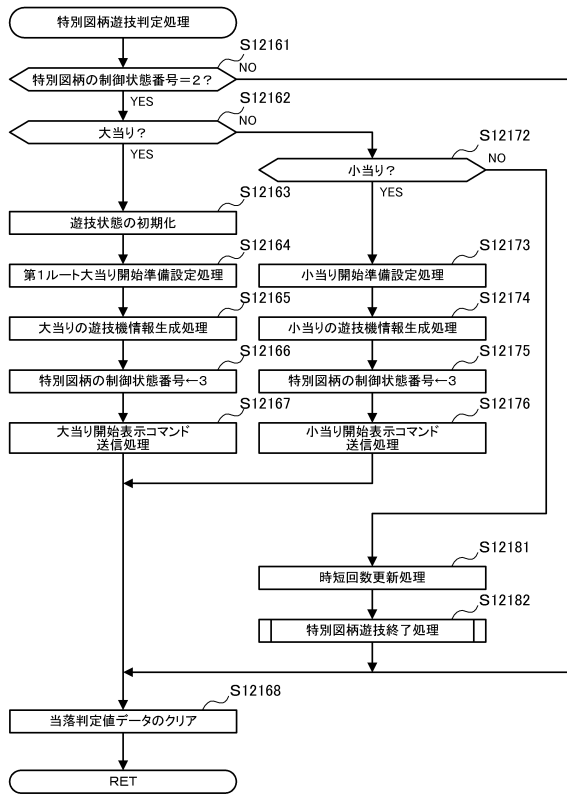 特別図柄遊技判定処理
S12161
特別図柄の制御状態番号＝2？
NO
YES
S12162
大当り？
NO
YES
S12172
小当り？
NO
YES
S12163
遊技状態の初期化
S12164
第1ルート大当り開始準備設定処理
S12173
小当り開始準備設定処理
S12165
大当りの遊技機情報生成処理
S12174
小当りの遊技機情報生成処理
S12166
特別図柄の制御状態番号←3
S12175
特別図柄の制御状態番号←3
S12167
大当り開始表示コマンド
送信処理
S12176
小当り開始表示コマンド
送信処理
S12181
時短回数更新処理
S12182
特別図柄遊技終了処理
S12168
当落判定値データのクリア
RET